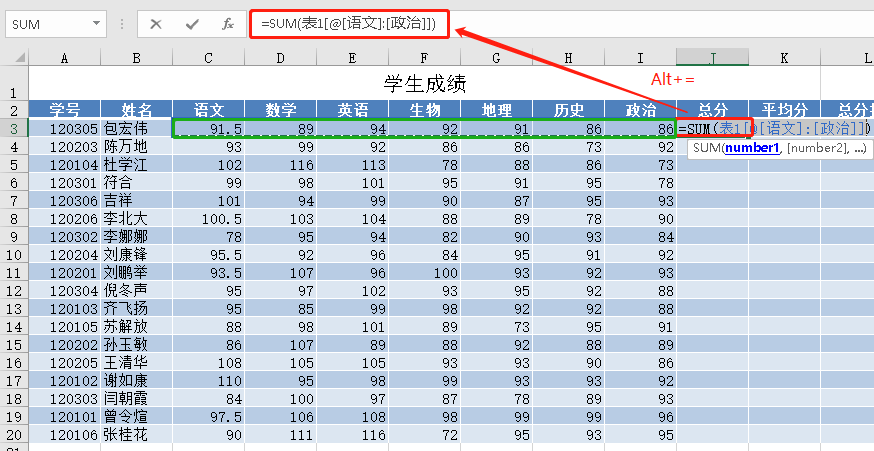 SUM
fx
=SUM(表1[@[语文]:[政治]])
A B C D E F G H I J K L
Alt+=
1 学生成绩
2 学号 姓名 语文 数学 英语 生物 地理 历史 政治 总分 平均分
3 120305 包宏伟 91.5 89 94 92 91 86 86 =SUM(表1[@[语文]:[政治]])
4 120203 陈万地 93 99 92 86 86 73 92
SUM(number1, [number2], ...)
5 120104 杜学江 102 116 113 78 88 86 73
6 120301 符合 99 98 101 95 91 95 78
7 120306 吉祥 101 94 99 90 87 95 93
8 120206 李北大 100.5 103 104 88 89 78 90
9 120302 李娜娜 78 95 94 82 90 93 84
10 120204 刘康锋 95.5 92 96 84 95 91 92
11 120201 刘鹏举 93.5 107 96 100 93 92 93
12 120304 倪冬声 95 97 102 93 95 92 88
13 120103 齐飞扬 95 85 99 98 92 92 88
14 120105 苏解放 88 98 101 89 73 95 91
15 120202 孙玉敏 86 107 89 88 92 88 89
16 120205 王清华 108 105 105 93 93 90 86
17 120102 谢如康 110 95 98 99 93 93 92
18 120303 闫朝霞 84 100 97 87 78 89 93
19 120101 曾令煊 97.5 106 108 98 99 99 96
20 120106 张桂花 90 111 116 72 95 93 95